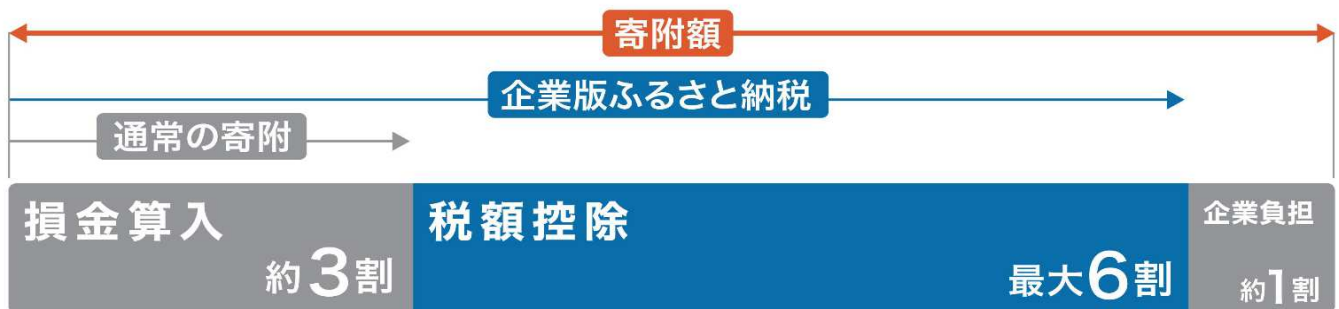 寄附額
企業版ふるさと納税
通常の寄附
損金算入
約3割
税額控除
最大6割
企業負担
約1割